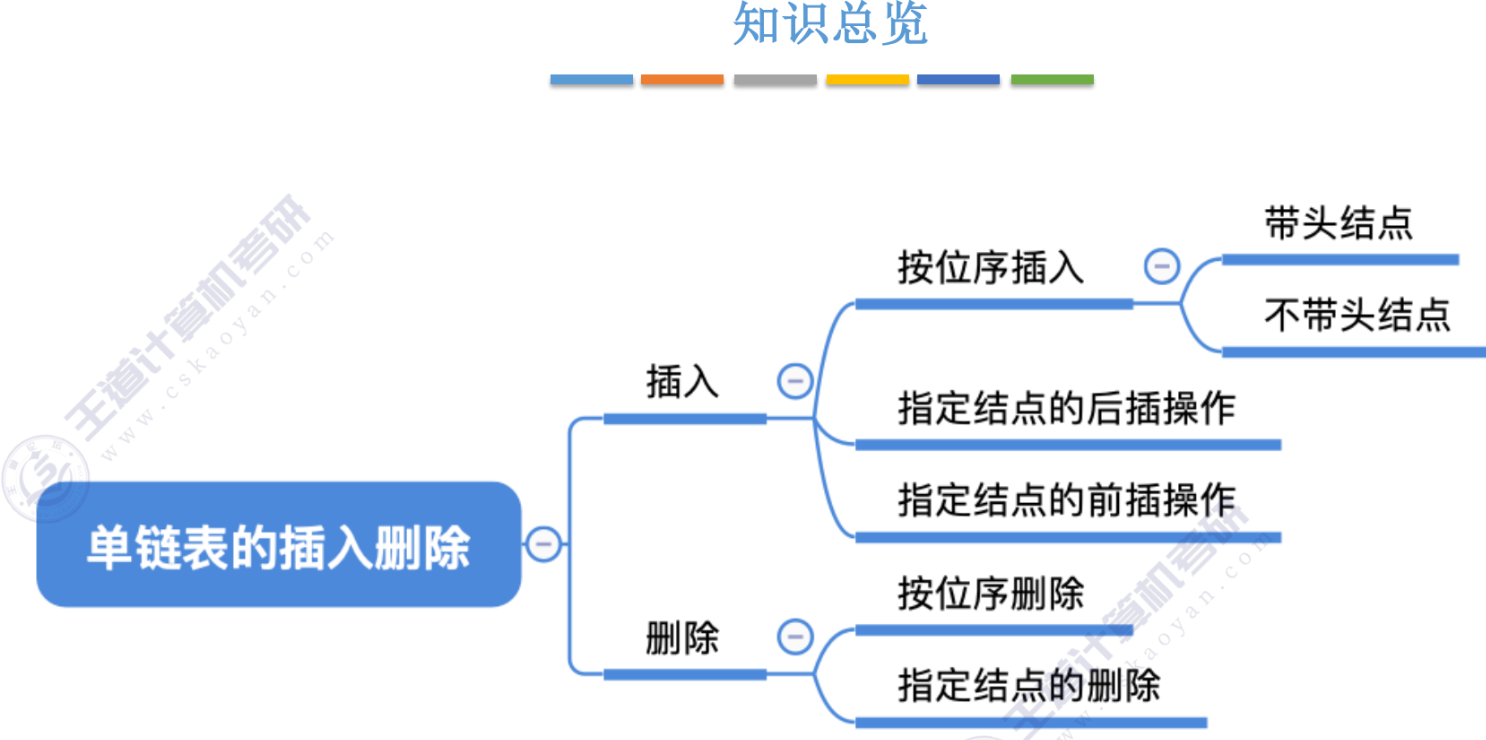 知识总览
王道计算机考研
www.cskaoyan.com
带头结点
按位序插入
不带头结点
插入
指定结点的后插操作
指定结点的前插操作
单链表的插入删除
按位序删除
删除
指定结点的删除
王道计算机考研